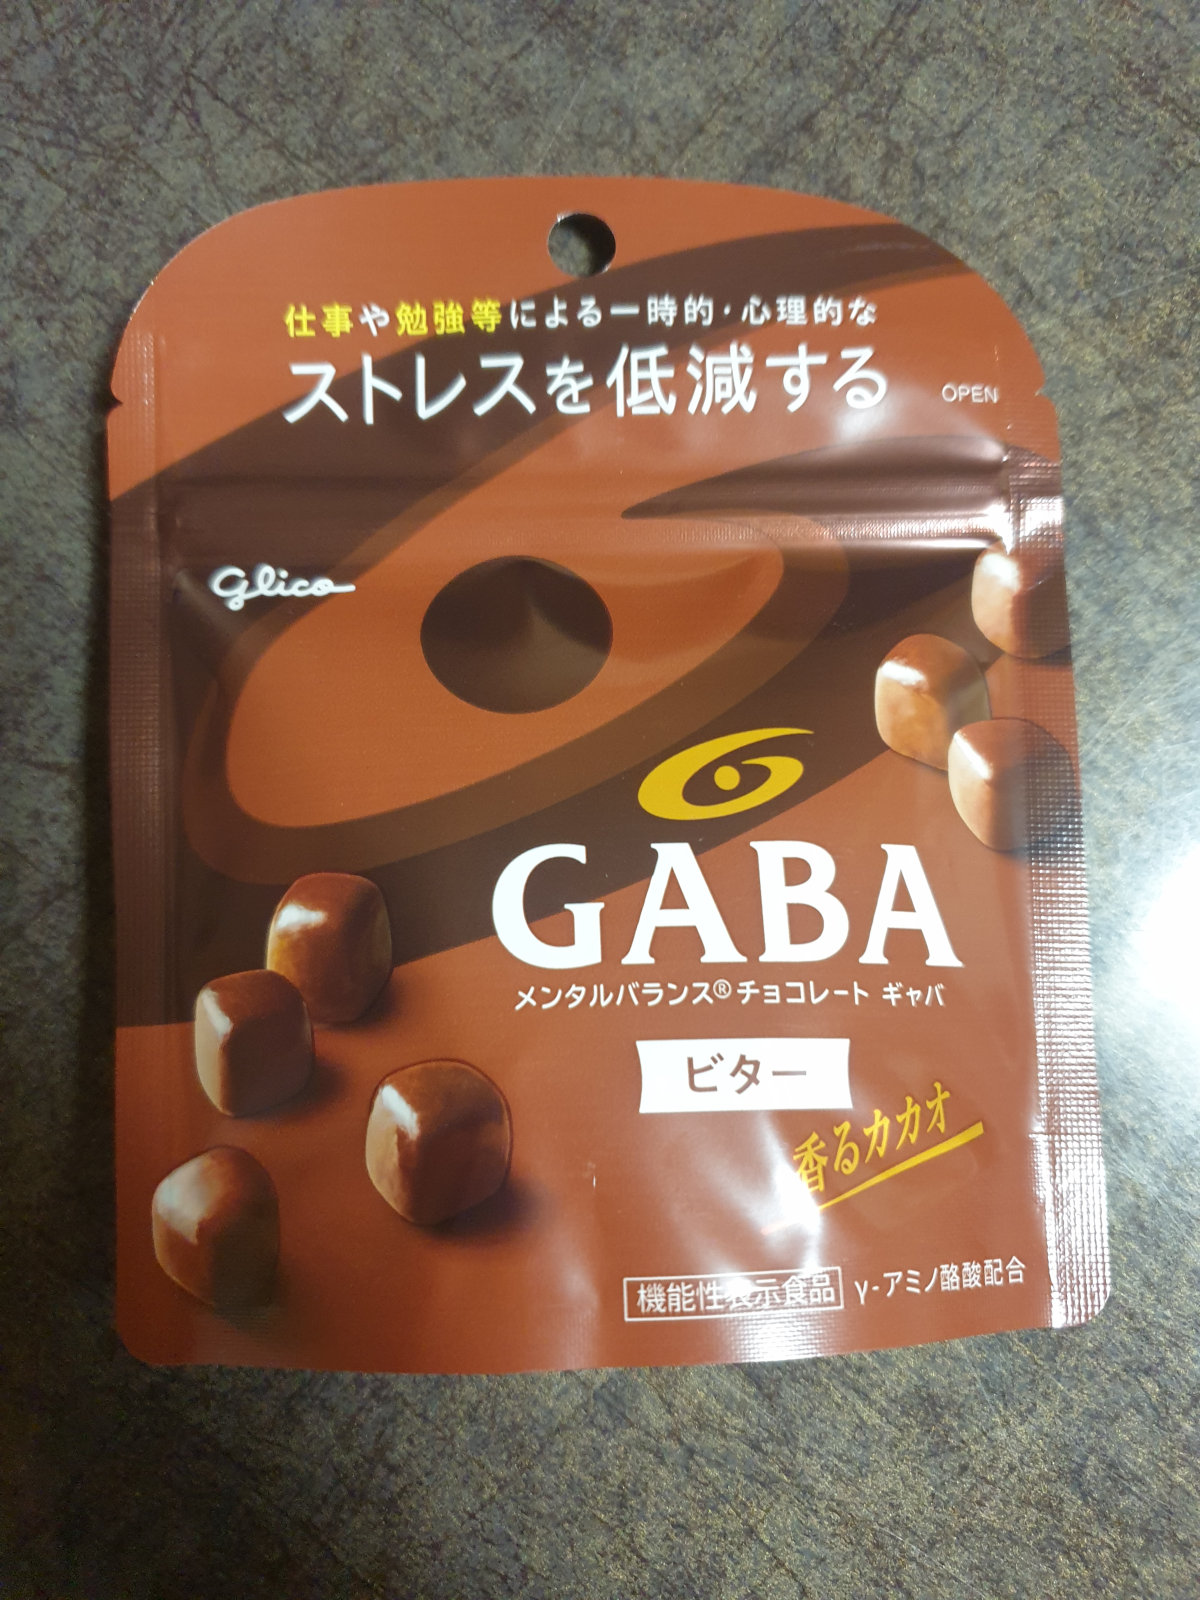 仕事や勉強等による一時的・心理的な
ストレスを低減する
OPEN
Glico
GABA
メンタルバランス®チョコレート ギャバ
ビター
香るカカオ
機能性表示食品 γ-アミノ酪酸配合